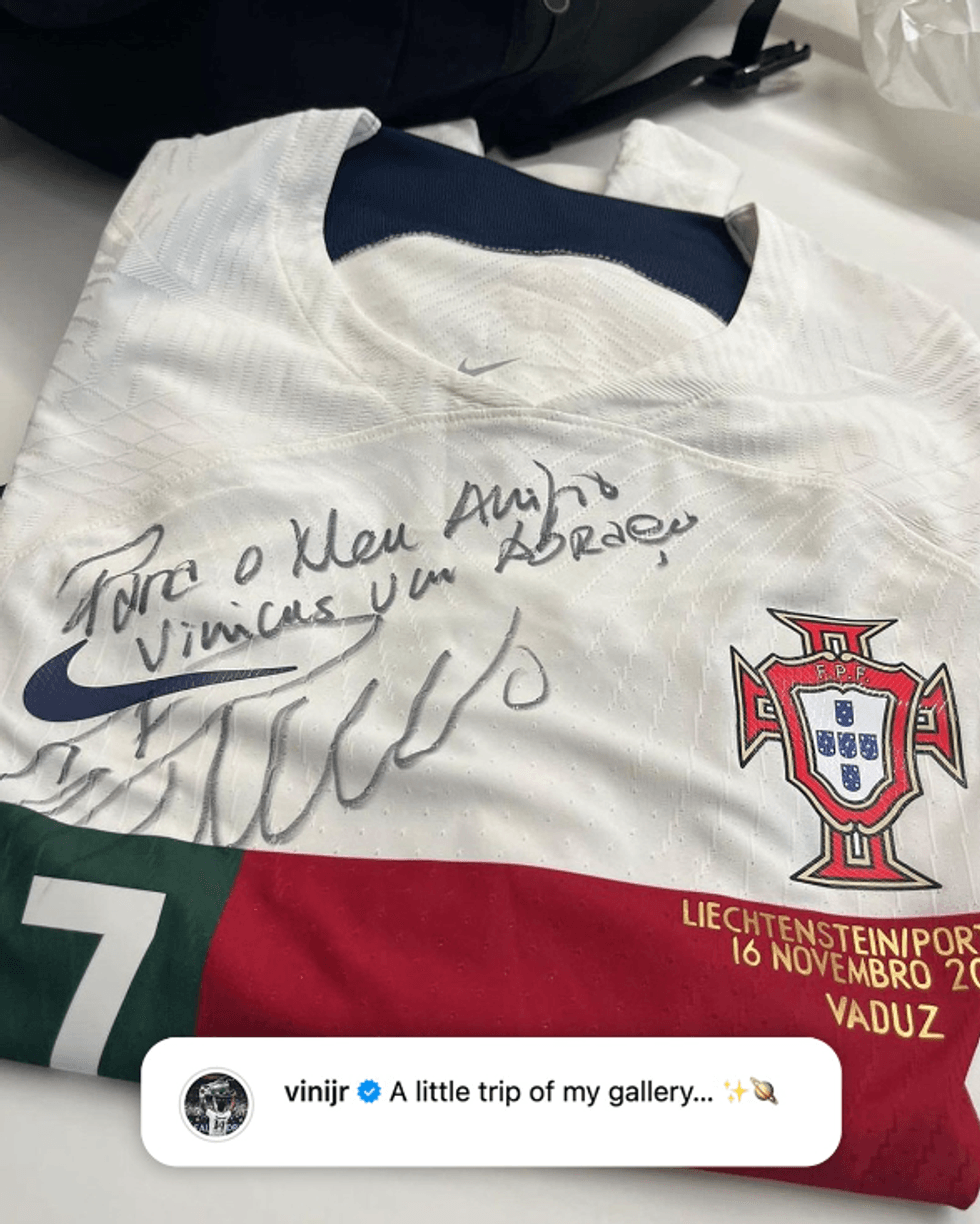 Para o Meu Amigo
Vinicius um Abraço
F.P.F.
7
LIECHTENSTEIN/PORT
16 NOVEMBRO 20
VADUZ
vinijr A little trip of my gallery... ✨🪐